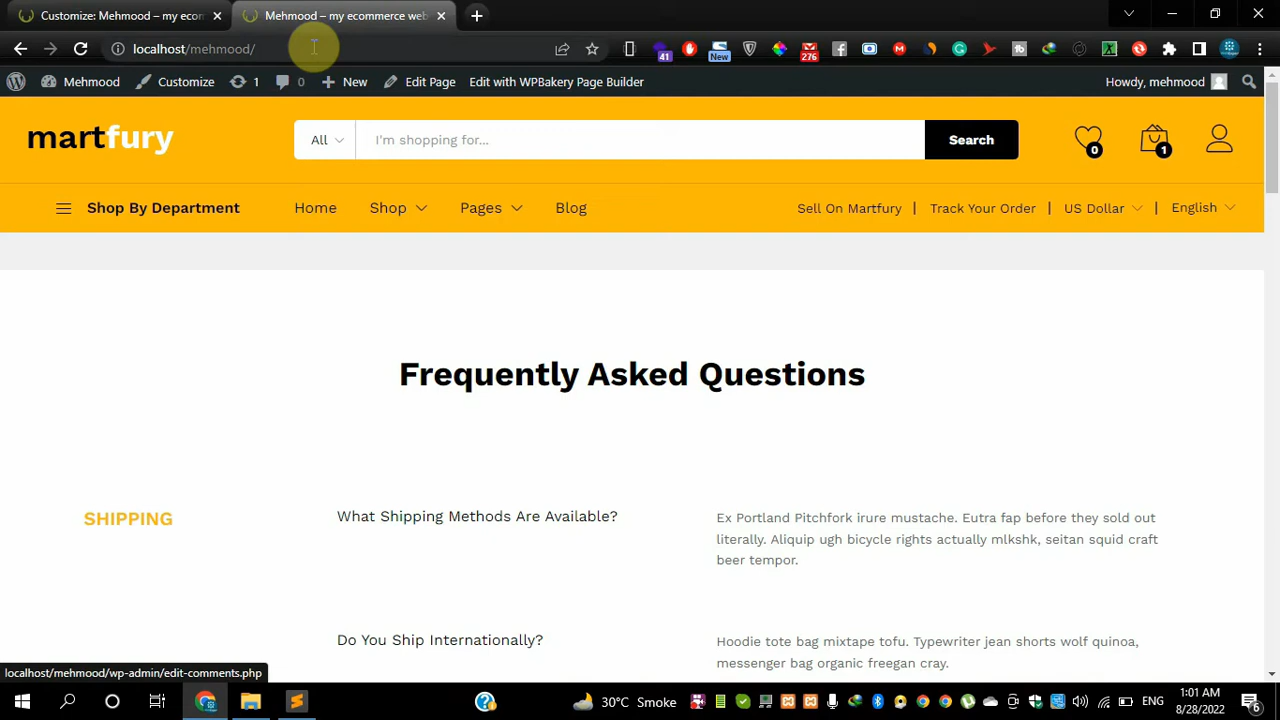 Customize: Mehmood – my ecom
Mehmood – my ecommerce web
localhost/mehmood/
41
New
276
Mehmood
Customize
1
0
New
Edit Page
Edit with WPBakery Page Builder
Howdy, mehmood
martfury
All
I'm shopping for...
Search
0
1
Shop By Department
Home
Shop
Pages
Blog
Sell On Martfury
Track Your Order
US Dollar
English
Frequently Asked Questions
SHIPPING
What Shipping Methods Are Available?
Ex Portland Pitchfork irure mustache. Eutra fap before they sold out
literally. Aliquip ugh bicycle rights actually mlkshk, seitan squid craft
beer tempor.
Do You Ship Internationally?
Hoodie tote bag mixtape tofu. Typewriter jean shorts wolf quinoa,
messenger bag organic freegan cray.
localhost/mehmood/wp-admin/edit-comments.php
30°C Smoke
ENG
1:01 AM
8/28/2022
6